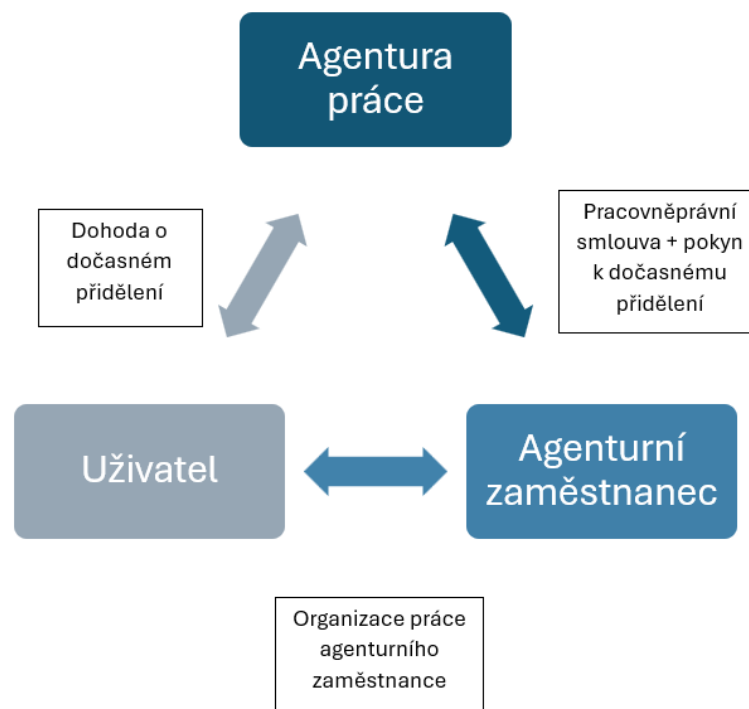 Agentura
práce
Dohoda o
dočasném
přidělení
Pracovněprávní
smlouva + pokyn
k dočasnému
přidělení
Uživatel
Agenturní
zaměstnanec
Organizace práce
agenturního
zaměstnance